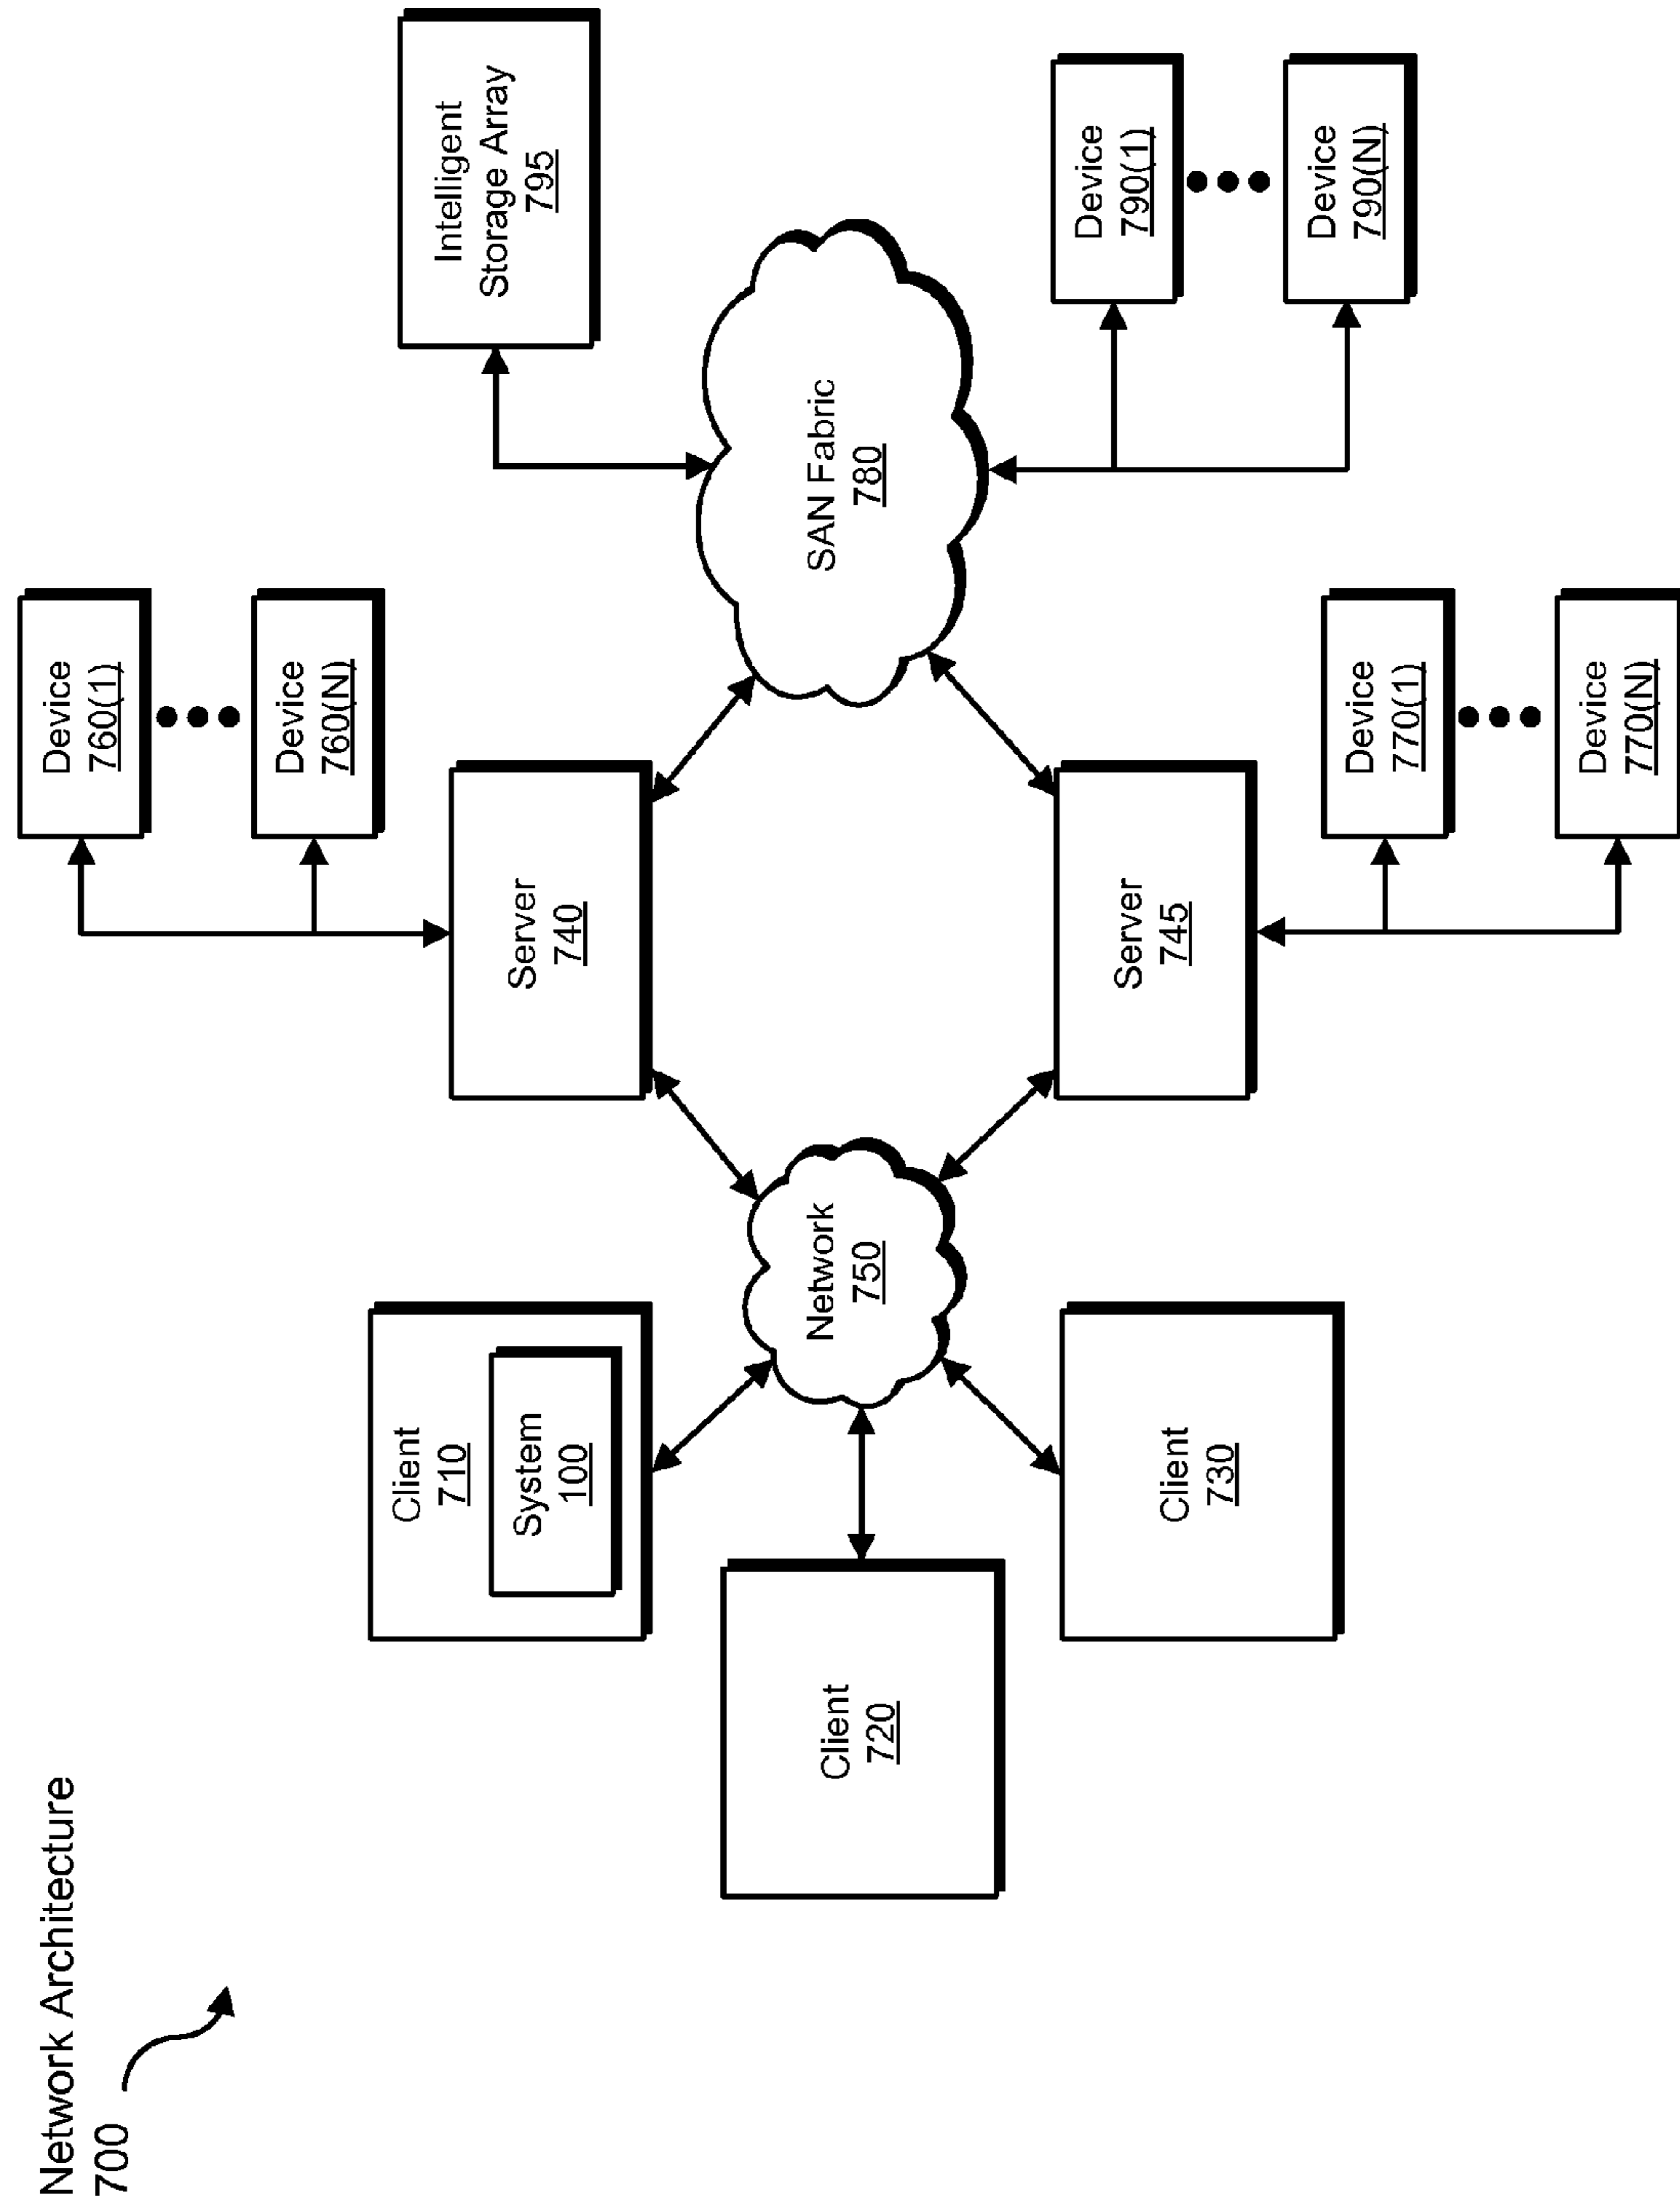 Network Architecture
700
Client
710
System
100
Client
720
Client
730
Network
750
Server
740
Server
745
Device
760(1)
Device
760(N)
Device
770(1)
Device
770(N)
SAN Fabric
780
Intelligent
Storage Array
795
Device
790(1)
Device
790(N)